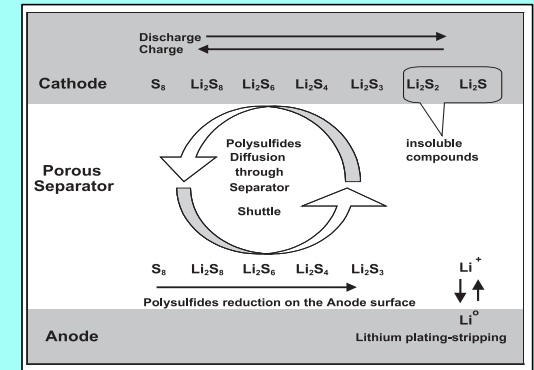 Discharge
Charge
Cathode S₈ Li₂S₈ Li₂S₆ Li₂S₄ Li₂S₃ Li₂S₂ Li₂S
insoluble
compounds
Polysulfides
Diffusion
through
Separator
Shuttle
Porous
Separator
S₈ Li₂S₈ Li₂S₆ Li₂S₄ Li₂S₃
Polysulfides reduction on the Anode surface
Li⁺
Li⁰
Lithium plating-stripping
Anode